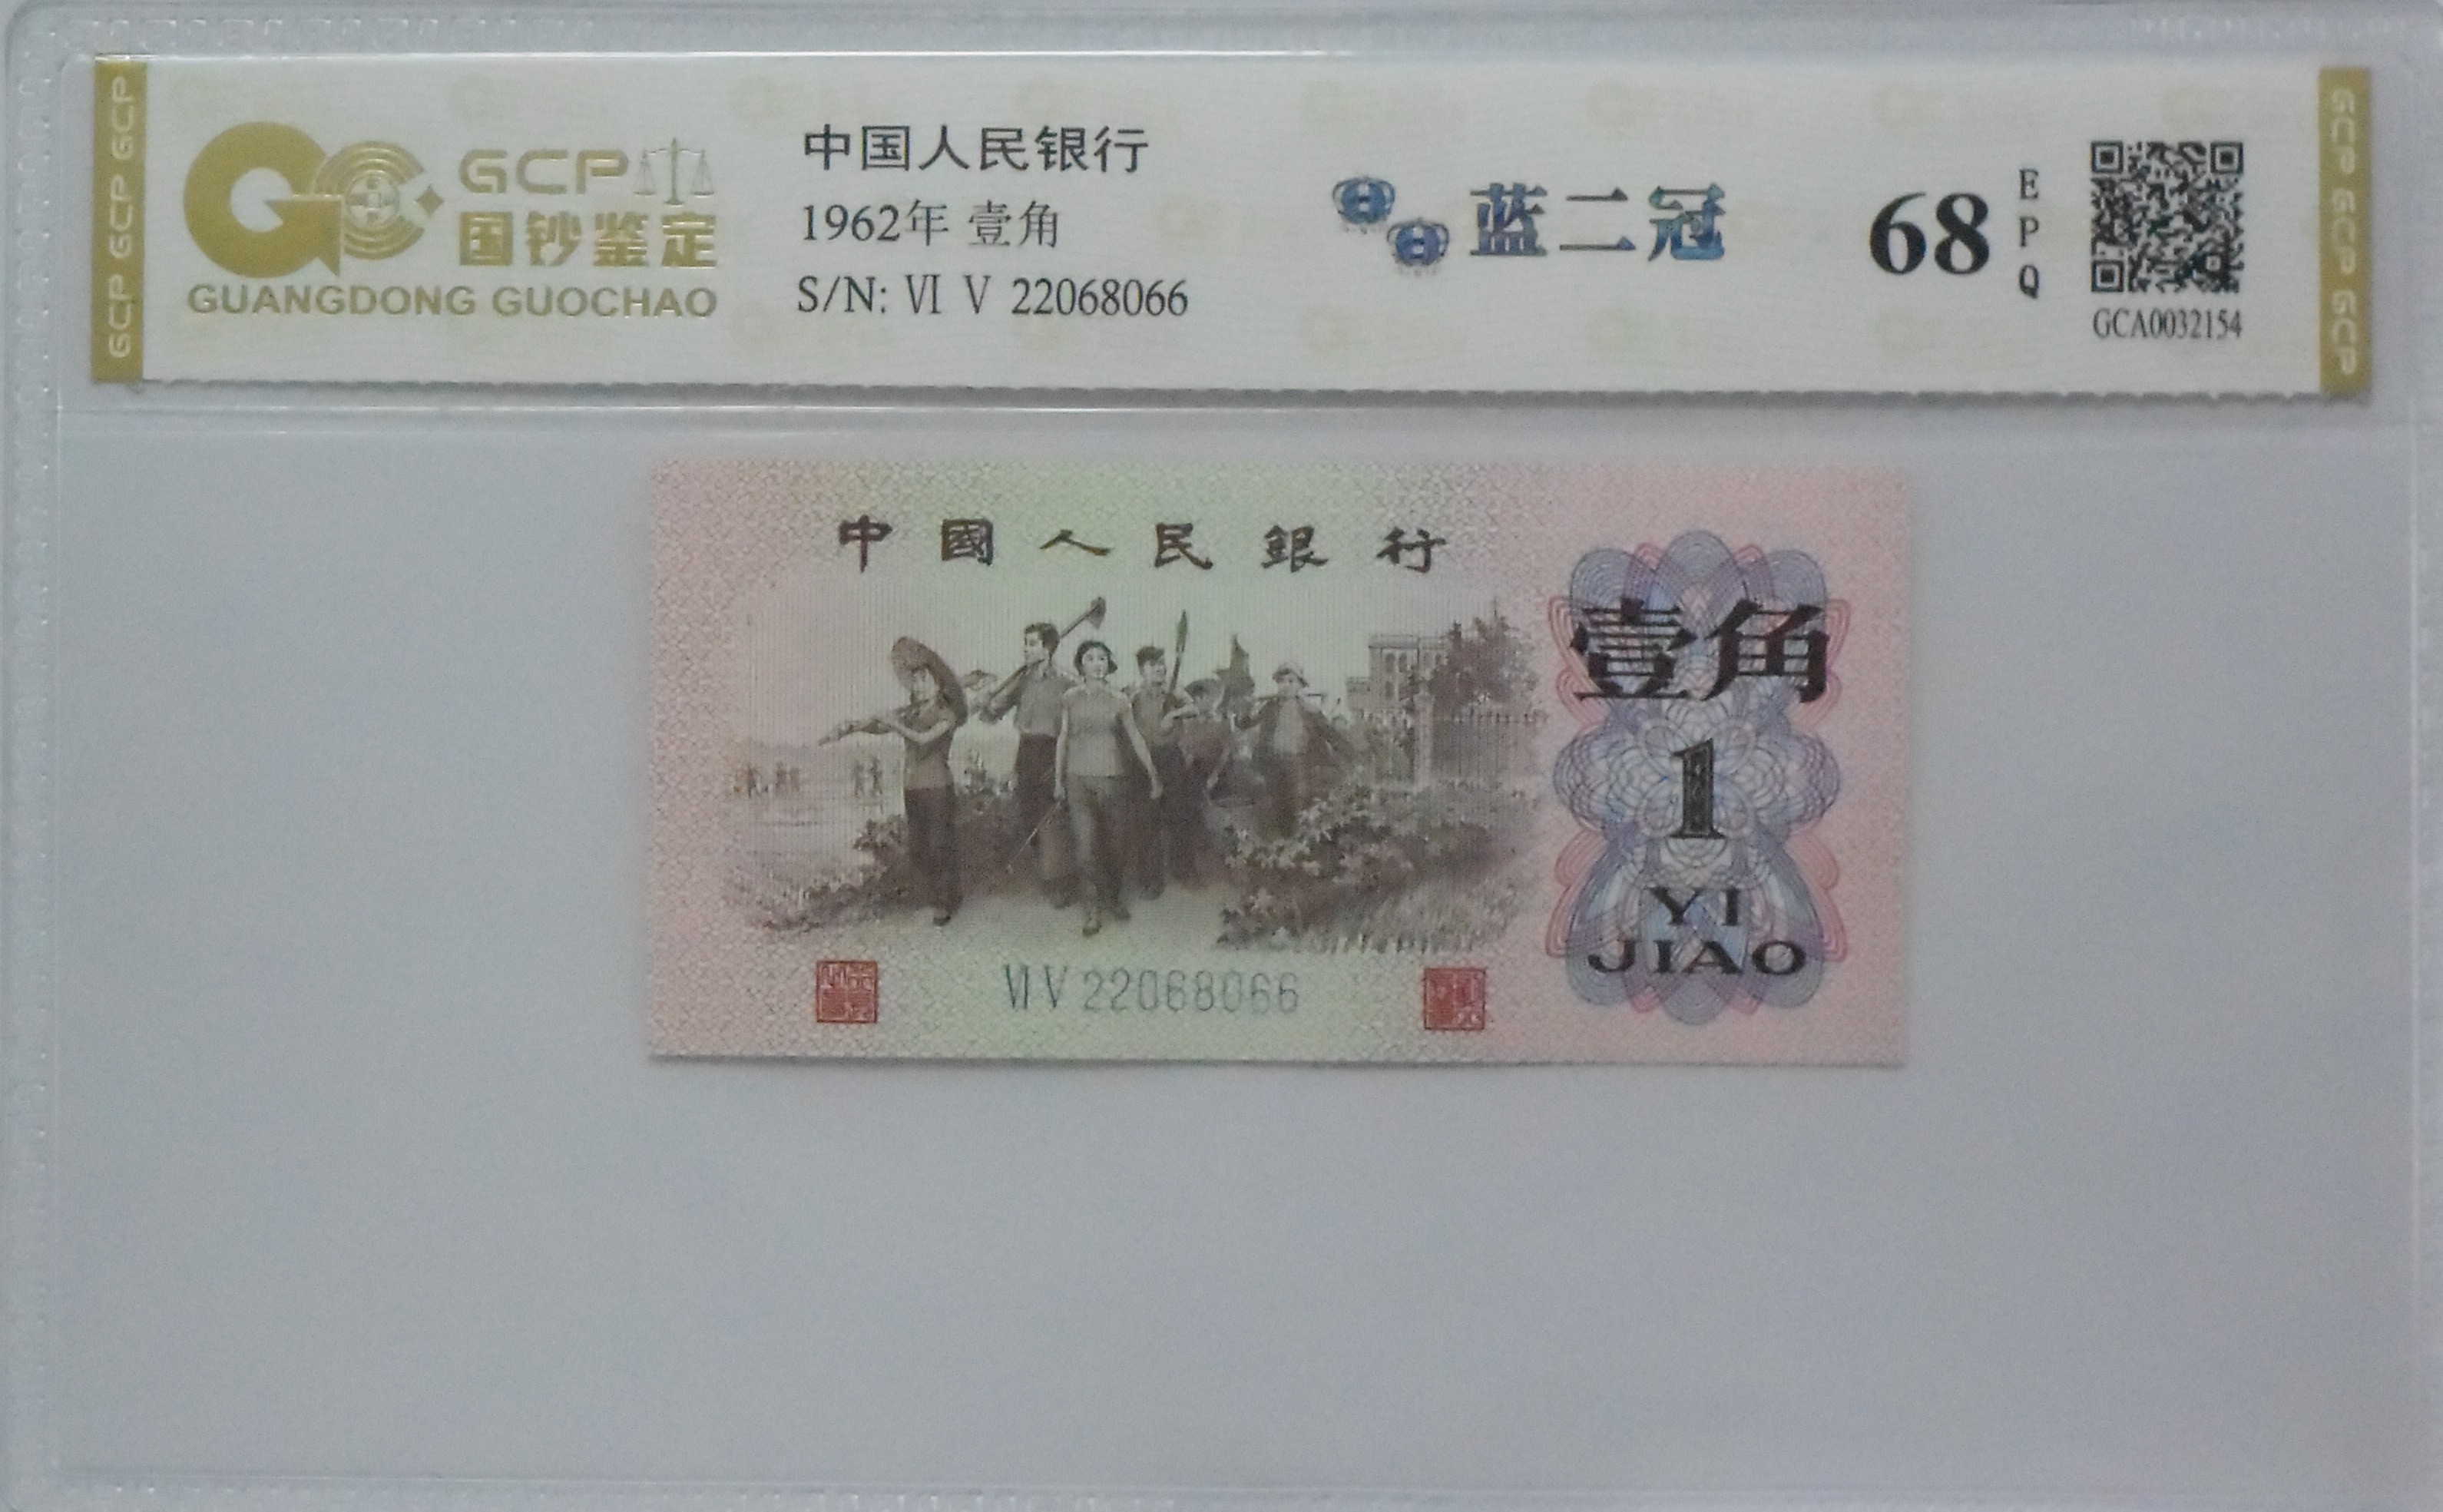 GCP GCP GCP
GCP
国钞鉴定
GUANGDONG GUOCHAO
中国人民银行
1962年 壹角
S/N: Ⅵ Ⅴ 22068066
蓝二冠
68
EPQ
GCA0032154
GCP GCP GCP
中國人民銀行
壹角
1
YI
JIAO
ⅥⅤ22068066